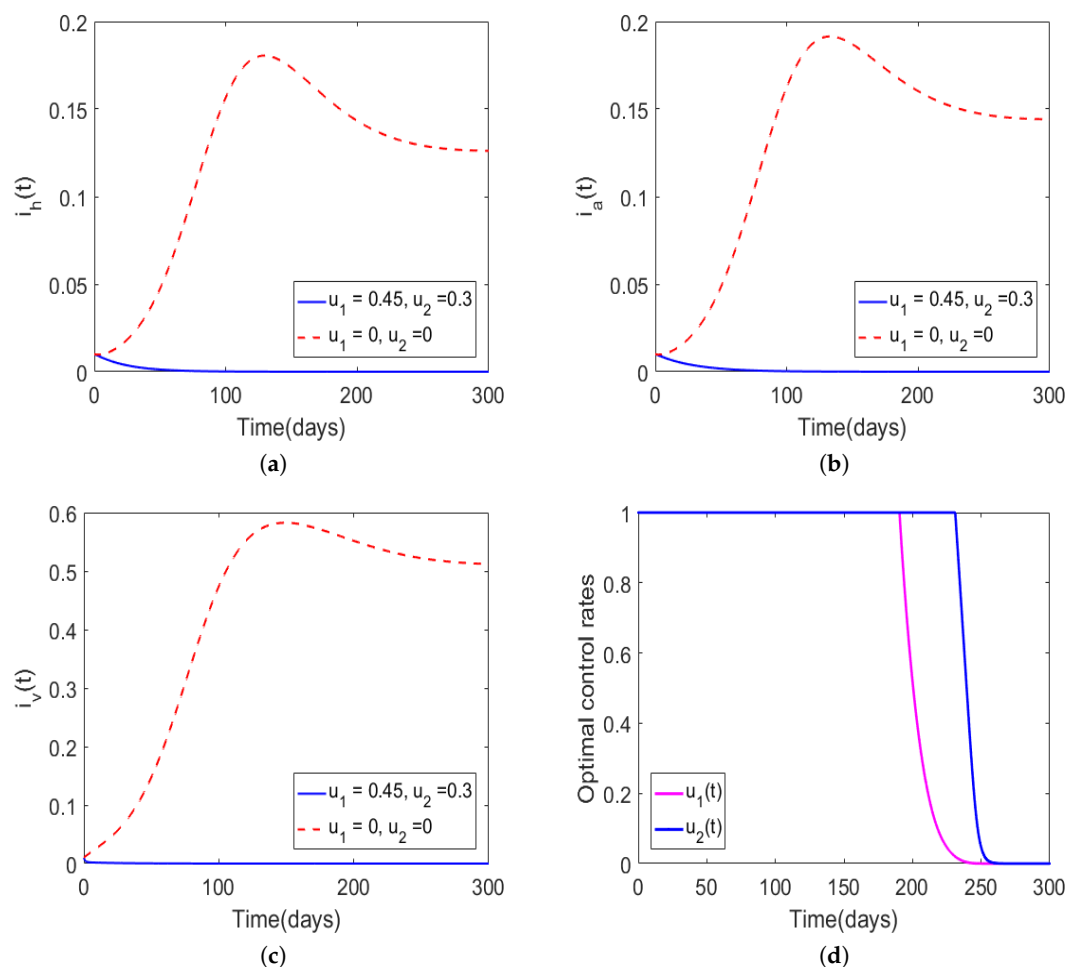 0.2
0.15
0.1
0.05
0
i_h(t)
u_1 = 0.45, u_2 =0.3
u_1 = 0, u_2 =0
0 100 200 300
Time(days)
(a)
0.2
0.15
0.1
0.05
0
i_a(t)
u_1 = 0.45, u_2 =0.3
u_1 = 0, u_2 =0
0 100 200 300
Time(days)
(b)
0.6
0.5
0.4
0.3
0.2
0.1
0
i_v(t)
u_1 = 0.45, u_2 =0.3
u_1 = 0, u_2 =0
0 100 200 300
Time(days)
(c)
1
0.8
0.6
0.4
0.2
0
Optimal control rates
u_1(t)
u_2(t)
0 50 100 150 200 250 300
Time(days)
(d)